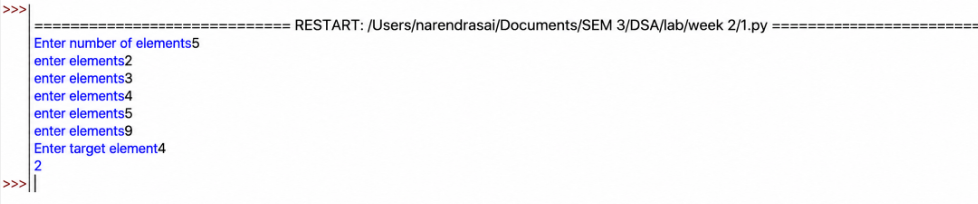 >>>
============================ RESTART: /Users/narendrasai/Documents/SEM 3/DSA/lab/week 2/1.py =======================
Enter number of elements5
enter elements2
enter elements3
enter elements4
enter elements5
enter elements9
Enter target element4
2
>>>